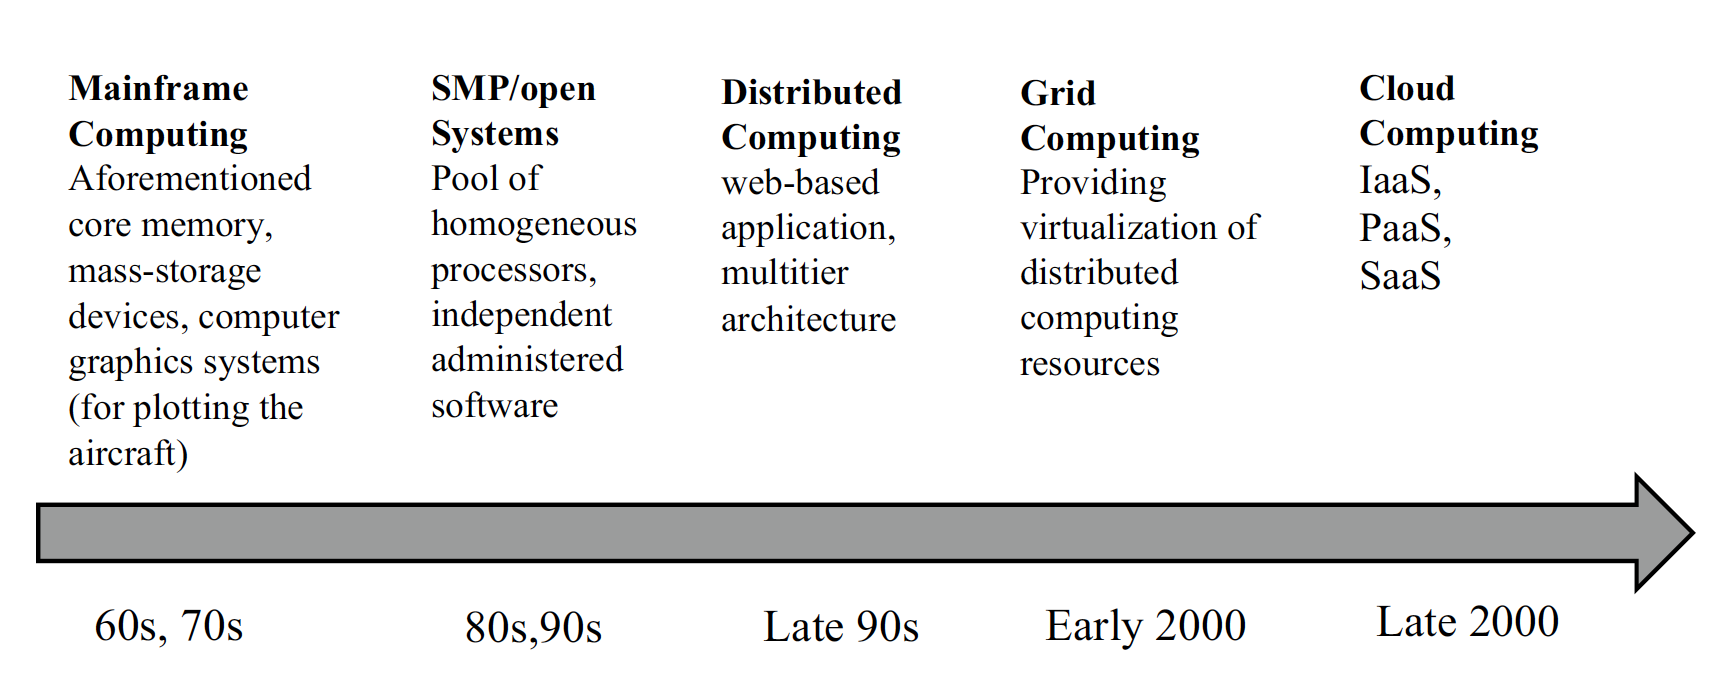 Mainframe
Computing
Aforementioned
core memory,
mass-storage
devices, computer
graphics systems
(for plotting the
aircraft)
SMP/open
Systems
Pool of
homogeneous
processors,
independent
administered
software
Distributed
Computing
web-based
application,
multitier
architecture
Grid
Computing
Providing
virtualization of
distributed
computing
resources
Cloud
Computing
IaaS,
PaaS,
SaaS
60s, 70s
80s,90s
Late 90s
Early 2000
Late 2000